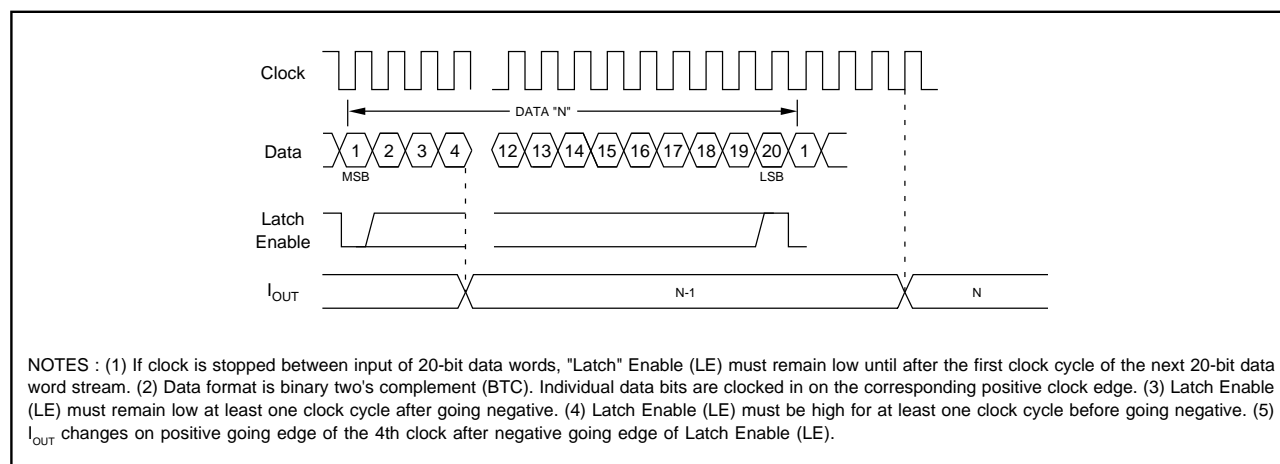 Clock
DATA "N"
Data
1 2 3 4 12 13 14 15 16 17 18 19 20 1
MSB LSB
Latch
Enable
I_OUT
N-1 N
NOTES : (1) If clock is stopped between input of 20-bit data words, "Latch" Enable (LE) must remain low until after the first clock cycle of the next 20-bit data
word stream. (2) Data format is binary two's complement (BTC). Individual data bits are clocked in on the corresponding positive clock edge. (3) Latch Enable
(LE) must remain low at least one clock cycle after going negative. (4) Latch Enable (LE) must be high for at least one clock cycle before going negative. (5)
I_OUT changes on positive going edge of the 4th clock after negative going edge of Latch Enable (LE).